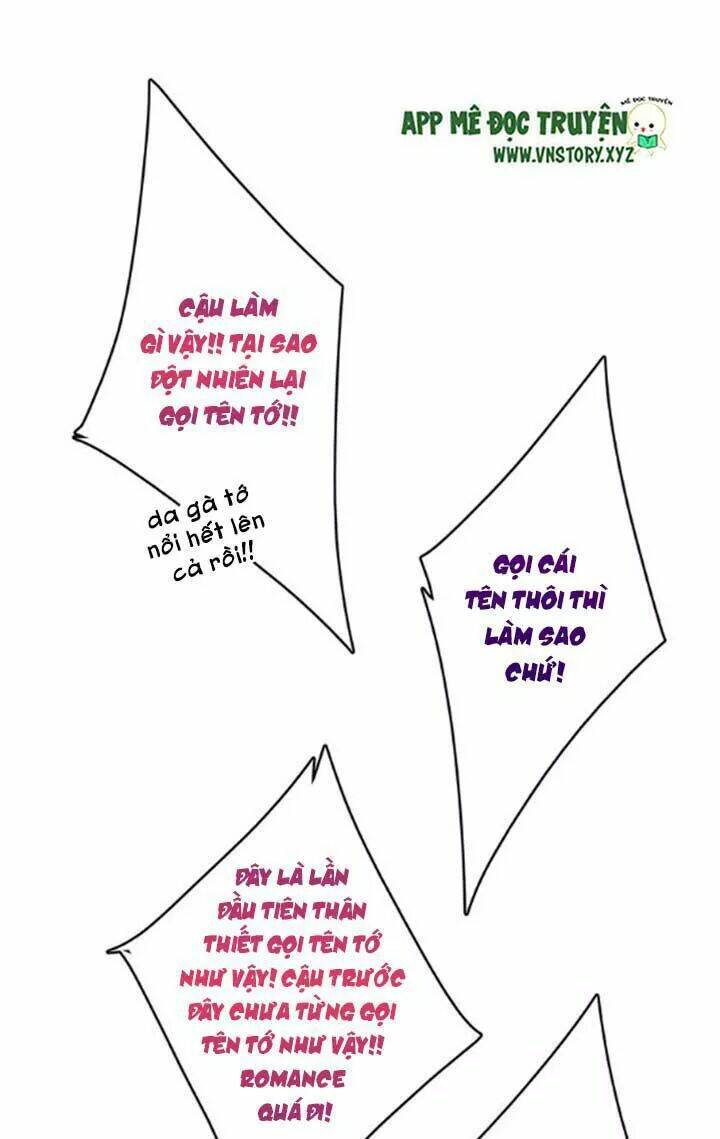 MÊ ĐỌC TRUYỆN
APP MÊ ĐỌC TRUYỆN
WWW.VNSTORY.XYZ
CẬU LÀM
GÌ VẬY!! TẠI SAO
ĐỘT NHIÊN LẠI
GỌI TÊN TỚ!!
da gà tớ
nổi hết lên
cả rồi!!
GỌI CÁI
TÊN THÔI THÌ
LÀM SAO
CHỨ!
ĐÂY LÀ LẦN
ĐẦU TIÊN THÂN
THIẾT GỌI TÊN TỚ
NHƯ VẬY! CẬU TRƯỚC
ĐÂY CHƯA TỪNG GỌI
TÊN TỚ NHƯ VẬY!!
ROMANCE
QUÁ ĐI!